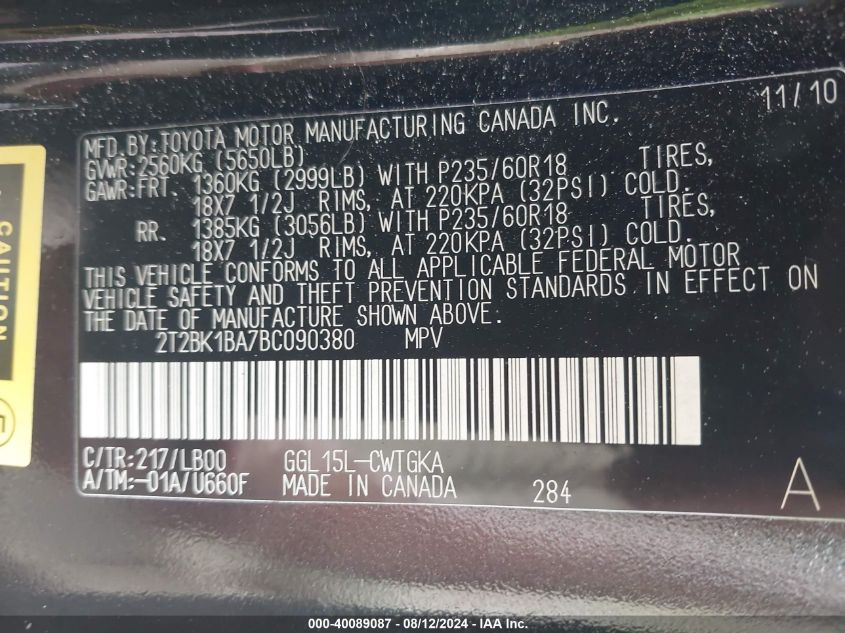 11/10
MFD.BY:TOYOTA MOTOR MANUFACTURING CANADA INC.
GVWR:2560KG (5650LB)
GAWR:FRT. 1360KG (2999LB) WITH P235/60R18 TIRES,
18X7 1/2J RIMS, AT 220KPA (32PSI) COLD.
RR. 1385KG (3056LB) WITH P235/60R18 TIRES,
18X7 1/2J RIMS, AT 220KPA (32PSI) COLD.
THIS VEHICLE CONFORMS TO ALL APPLICABLE FEDERAL MOTOR
VEHICLE SAFETY AND THEFT PREVENTION STANDARDS IN EFFECT ON
THE DATE OF MANUFACTURE SHOWN ABOVE.
2T2BK1BA7BC090380 MPV
C/TR:217/LB00 GGL15L-CWTGKA
A/TM:-01A/U660F MADE IN CANADA 284 A
CAUTION
000-40089087 - 08/12/2024 - IAAI.com